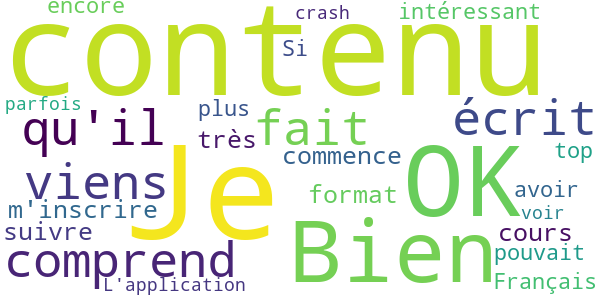 encore
crash
intéressant
contenu
Si
parfois
plus
qu'il
très
fait
écrit
commence
top
viens
Je
OK
format
avoir
m'inscrire
voir
suivre
Bien
cours
comprend
pouvait
L'application
Français